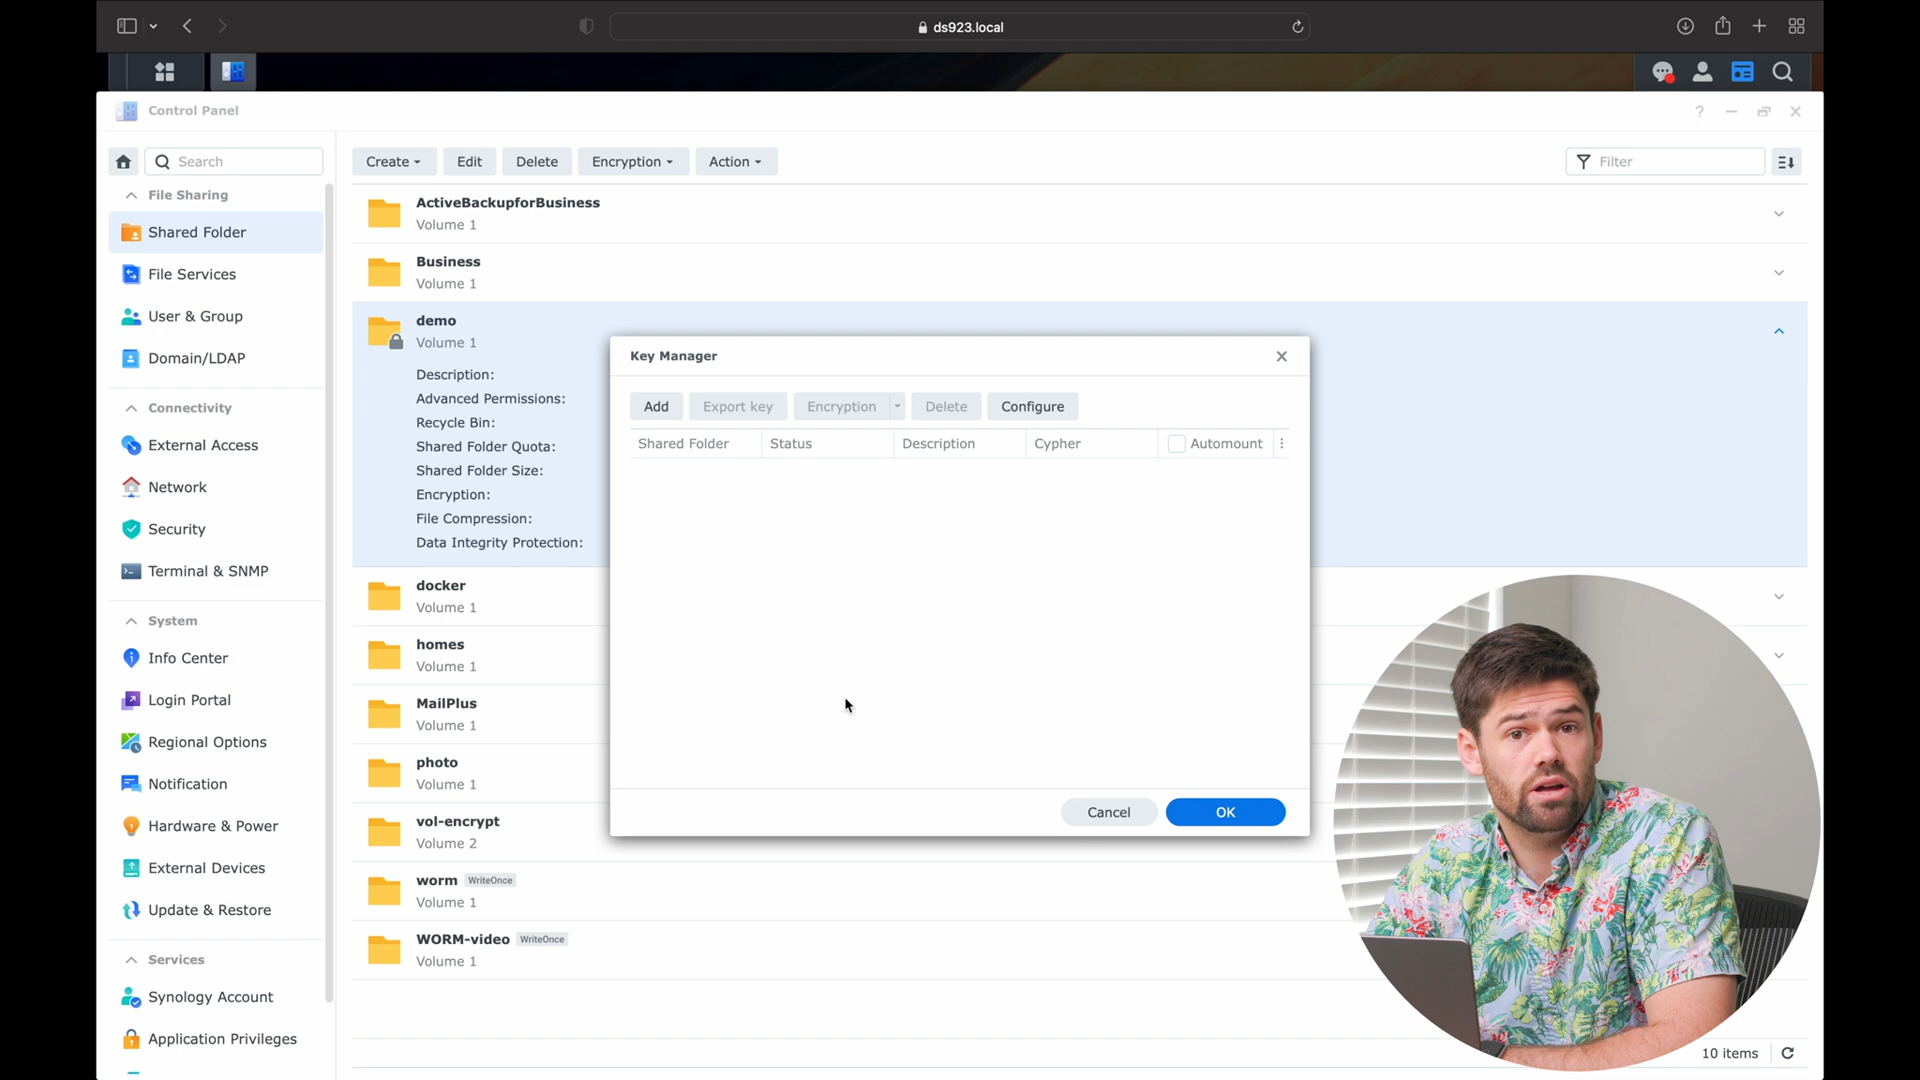 ds923.local
Control Panel
Search
File Sharing
Shared Folder
File Services
User & Group
Domain/LDAP
Connectivity
External Access
Network
Security
Terminal & SNMP
System
Info Center
Login Portal
Regional Options
Notification
Hardware & Power
External Devices
Update & Restore
Services
Synology Account
Application Privileges
Create
Edit
Delete
Encryption
Action
Filter
ActiveBackupforBusiness
Volume 1
Business
Volume 1
demo
Volume 1
Description:
Advanced Permissions:
Recycle Bin:
Shared Folder Quota:
Shared Folder Size:
Encryption:
File Compression:
Data Integrity Protection:
docker
Volume 1
homes
Volume 1
MailPlus
Volume 1
photo
Volume 1
vol-encrypt
Volume 2
worm WriteOnce
Volume 1
WORM-video WriteOnce
Volume 1
10 items
Key Manager
Add Export key Encryption Delete Configure
Shared Folder Status Description Cypher Automount
Cancel OK